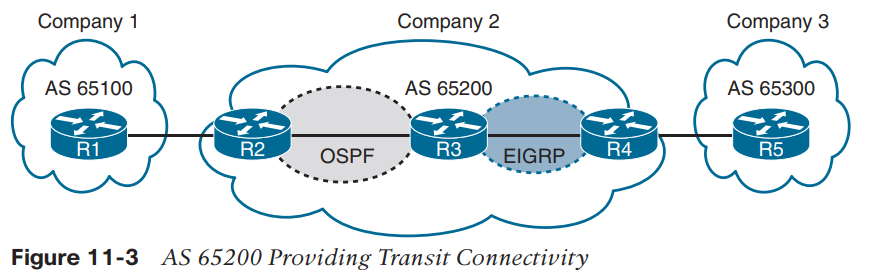 Company 1 Company 2 Company 3
AS 65100 AS 65200 AS 65300
R1 R2 OSPF R3 EIGRP R4 R5
Figure 11-3 AS 65200 Providing Transit Connectivity